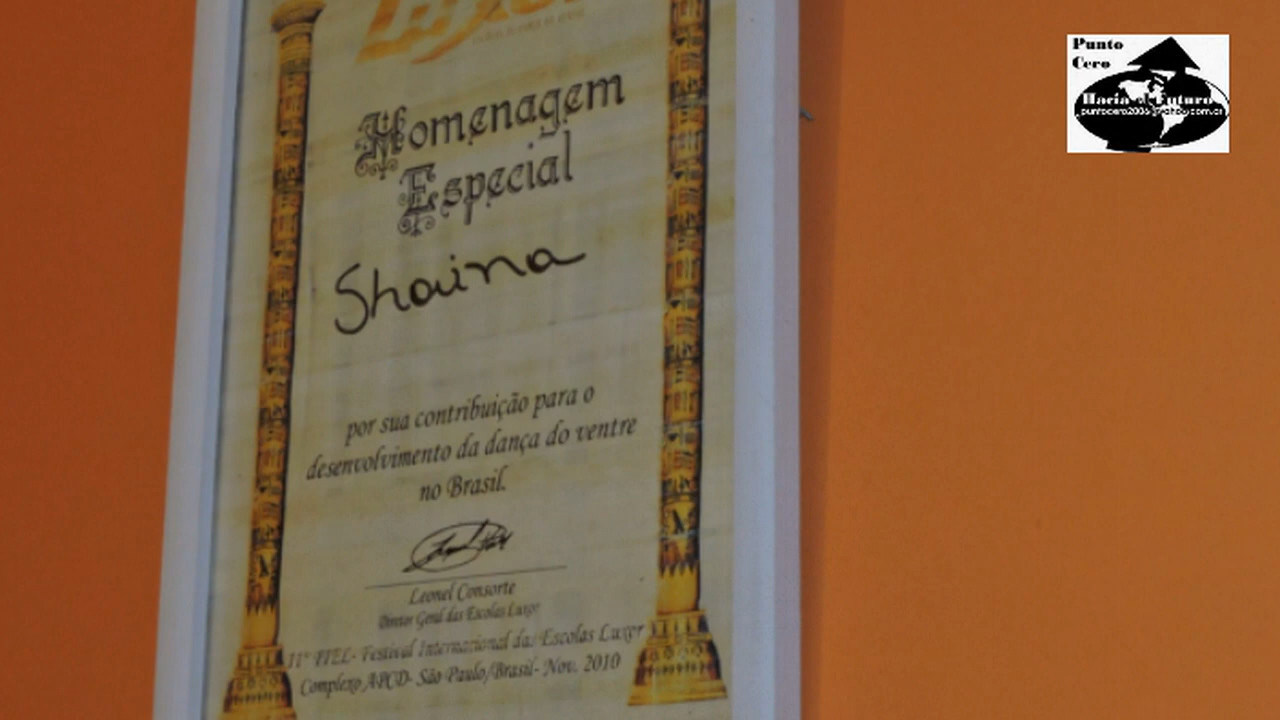 Homenagem
Especial
Shaina
por sua contribuição para o
desenvolvimento da dança do ventre
no Brasil.
Leonel Consorte
Diretor Geral das Escolas Luxor
11º FIEL- Festival Internacional das Escolas Luxor
Complexo APCD- São Paulo/Brasil- Nov. 2010
Punto
Cero
Hacia el Futuro